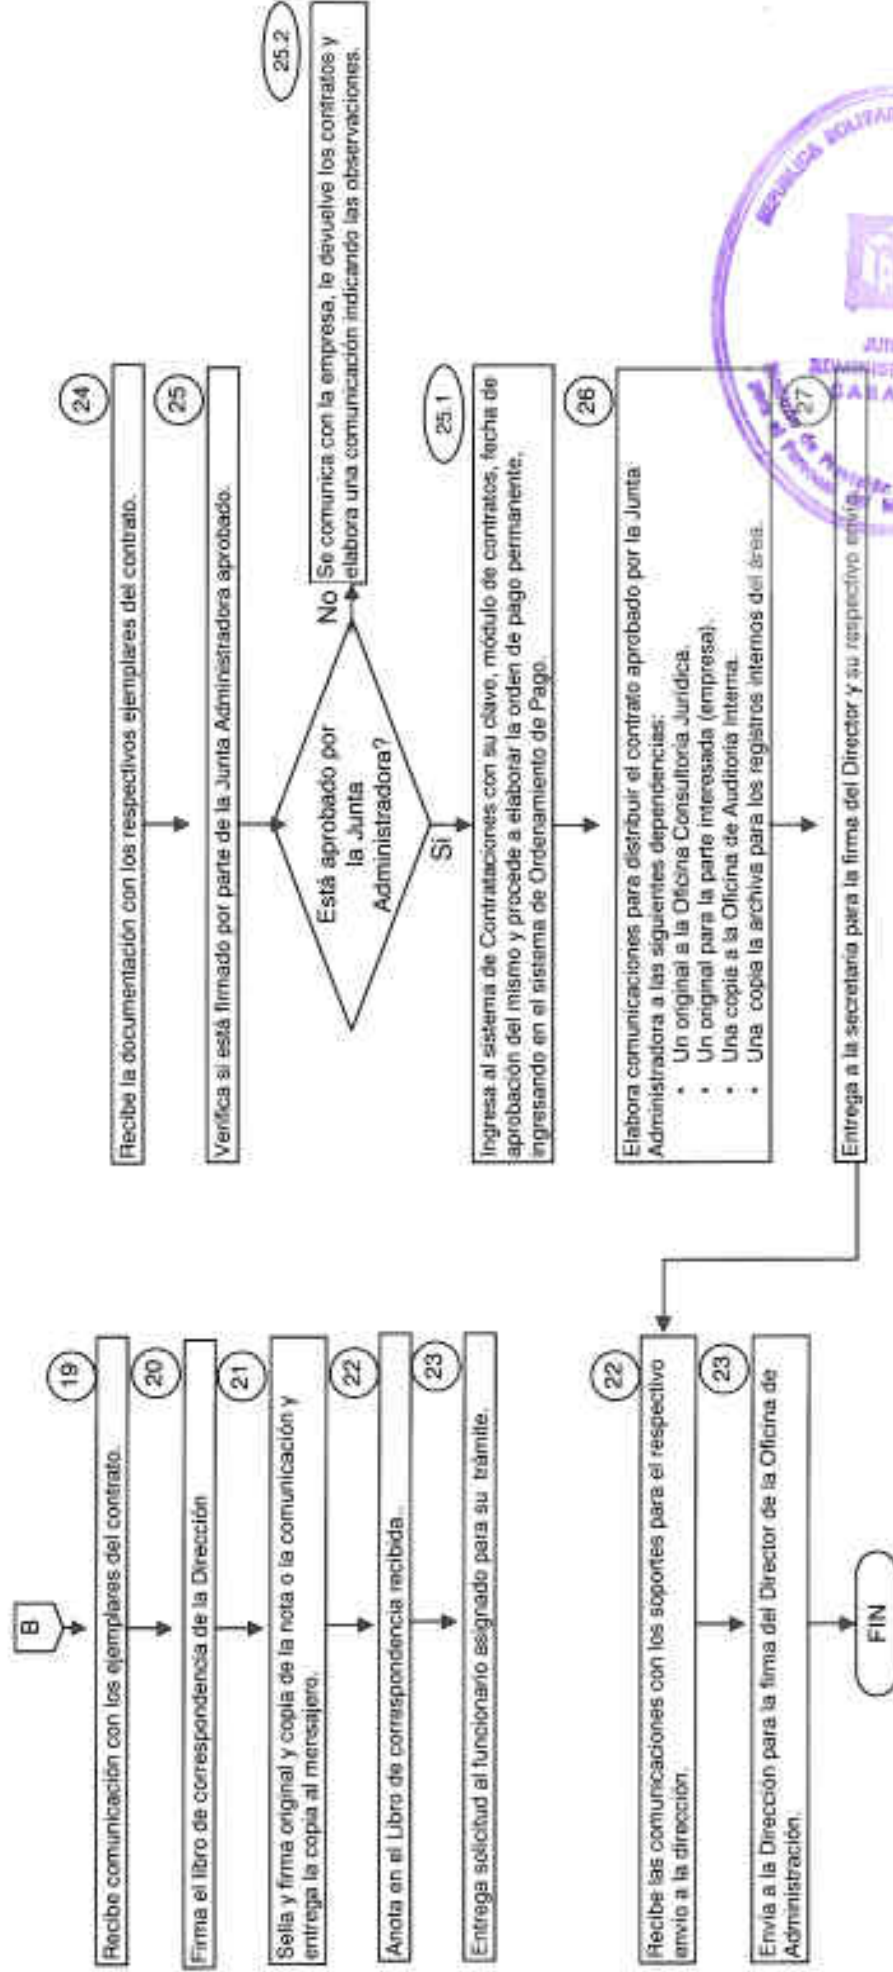 B
19
Recibe comunicación con los ejemplares del contrato.
20
Firma el libro de correspondencia de la Dirección
21
Sella y firma original y copia de la nota o la comunicación y
entrega la copia al mensajero.
22
Anota en el Libro de correspondencia recibida..
23
Entrega solicitud al funcionario asignado para su trámite.
24
Recibe la documentación con los respectivos ejemplares del contrato.
25
Verifica si está firmado por parte de la Junta Administradora aprobado.
Está aprobado por
la Junta
Administradora?
No
25.2
Se comunica con la empresa, le devuelve los contratos y
elabora una comunicación indicando las observaciones.
Si
25.1
Ingresa al sistema de Contrataciones con su clave, módulo de contratos, fecha de
aprobación del mismo y procede a elaborar la orden de pago permanente,
ingresando en el sistema de Ordenamiento de Pago.
26
Elabora comunicaciones para distribuir el contrato aprobado por la Junta
Administradora a las siguientes dependencias:
• Un original a la Oficina Consultoría Jurídica.
• Un original para la parte interesada (empresa).
• Una copia a la Oficina de Auditoria Interna.
• Una copia la archiva para los registros internos del área.
27
Entrega a la secretaria para la firma del Director y su respectivo envío.
22
Recibe las comunicaciones con los soportes para el respectivo
envío a la dirección.
23
Envía a la Dirección para la firma del Director de la Oficina de
Administración.
FIN
REPUBLICA